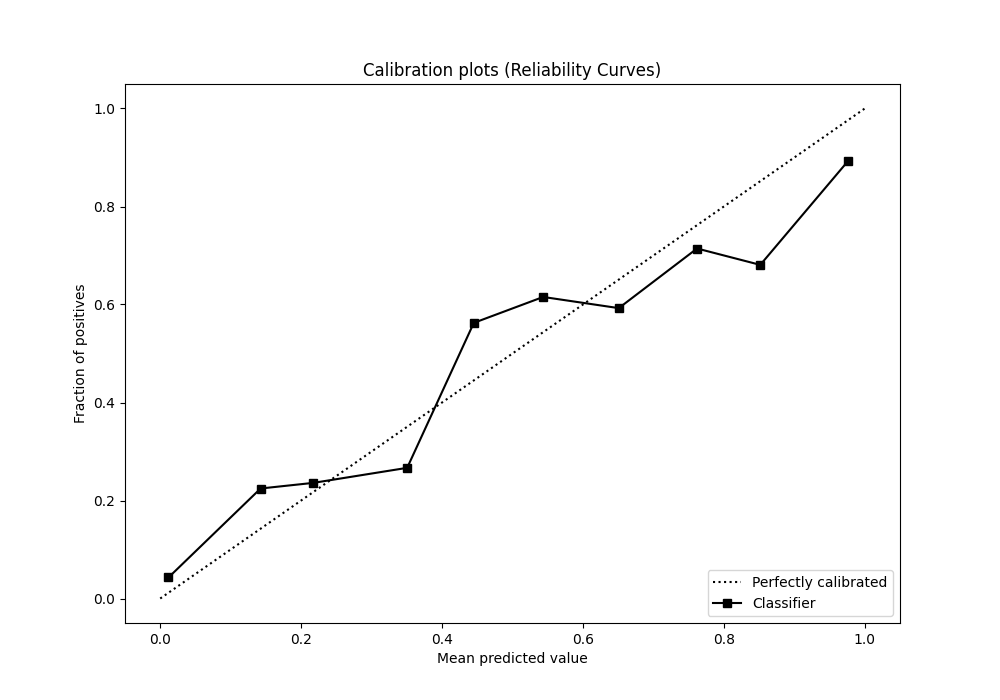 Calibration plots (Reliability Curves)
1.0
0.8
0.6
0.4
0.2
0.0
Fraction of positives
0.0 0.2 0.4 0.6 0.8 1.0
Mean predicted value
Perfectly calibrated
Classifier